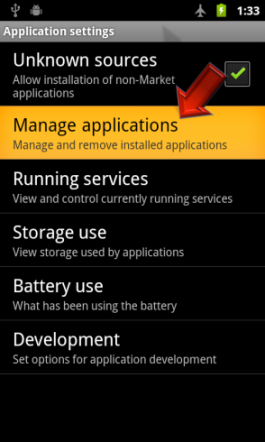 1:33
Application settings
Unknown sources
Allow installation of non-Market
applications
Manage applications
Manage and remove installed applications
Running services
View and control currently running services
Storage use
View storage used by applications
Battery use
What has been using the battery
Development
Set options for application development